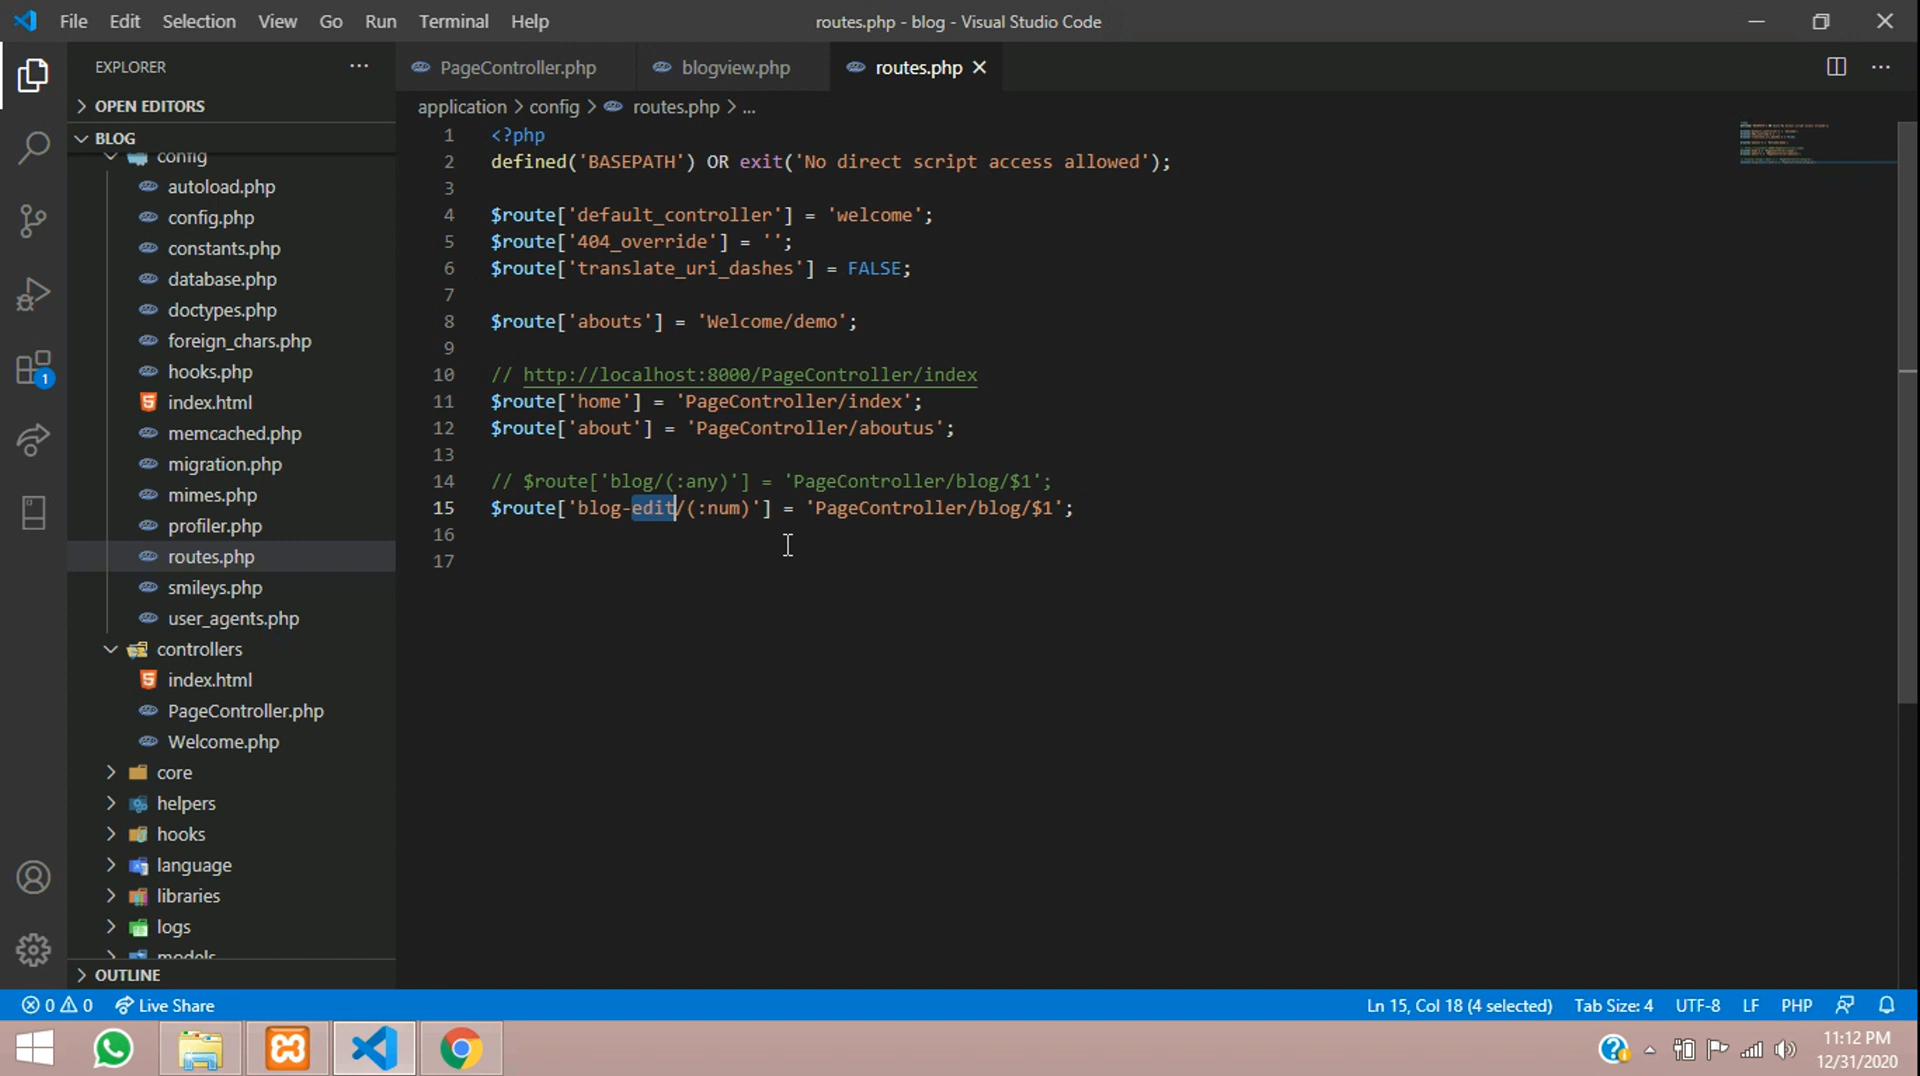 File Edit Selection View Go Run Terminal Help
routes.php - blog - Visual Studio Code
EXPLORER
PageController.php
blogview.php
routes.php
OPEN EDITORS
application > config > routes.php > ...
BLOG
config
autoload.php
config.php
constants.php
database.php
doctypes.php
foreign_chars.php
hooks.php
index.html
memcached.php
migration.php
mimes.php
profiler.php
routes.php
smileys.php
user_agents.php
controllers
index.html
PageController.php
Welcome.php
core
helpers
hooks
language
libraries
logs
models
OUTLINE
1 <?php
2 defined('BASEPATH') OR exit('No direct script access allowed');
3
4 $route['default_controller'] = 'welcome';
5 $route['404_override'] = '';
6 $route['translate_uri_dashes'] = FALSE;
7
8 $route['abouts'] = 'Welcome/demo';
9
10 // http://localhost:8000/PageController/index
11 $route['home'] = 'PageController/index';
12 $route['about'] = 'PageController/aboutus';
13
14 // $route['blog/(:any)'] = 'PageController/blog/$1';
15 $route['blog-edit/(:num)'] = 'PageController/blog/$1';
16
17
1
0 0 Live Share
Ln 15, Col 18 (4 selected) Tab Size: 4 UTF-8 LF PHP
11:12 PM
12/31/2020